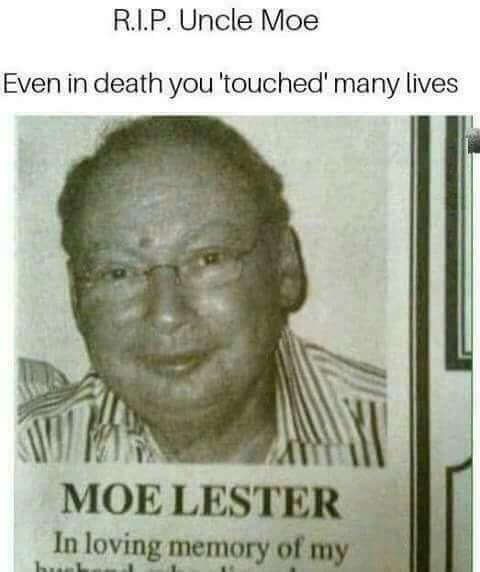 R.I.P. Uncle Moe
Even in death you 'touched' many lives
MOE LESTER
In loving memory of my